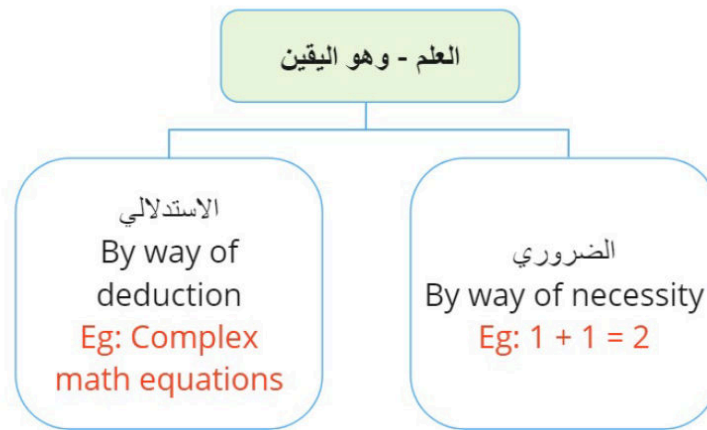 العلم - وهو اليقين
الاستدلالي
By way of
deduction
Eg: Complex
math equations
الضروري
By way of necessity
Eg: 1 + 1 = 2